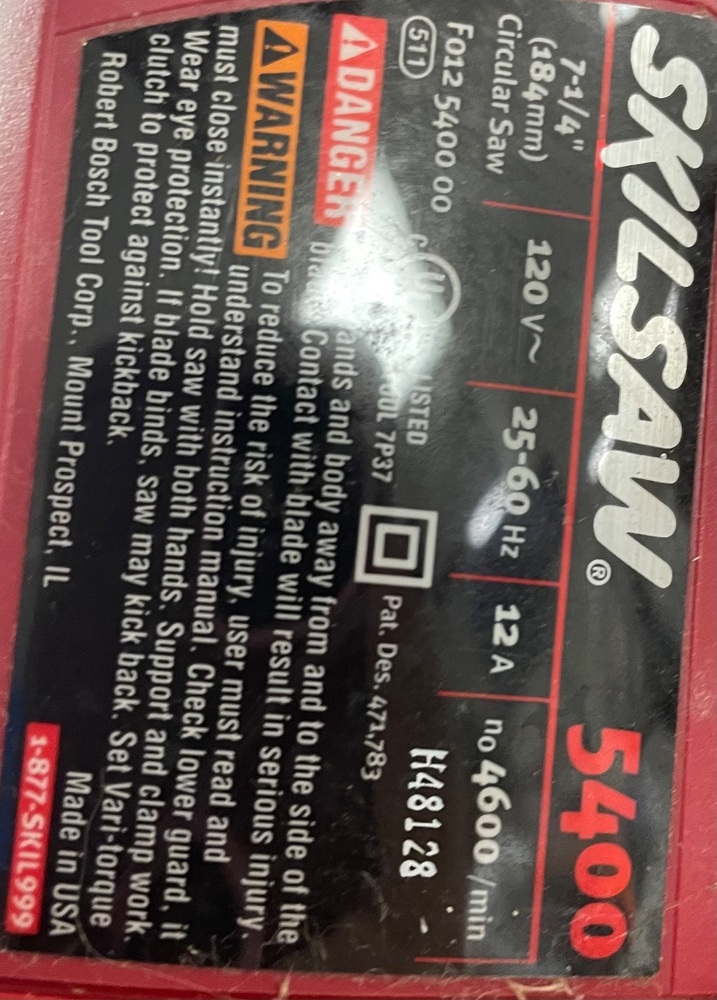 SKILSAW® 5400
7-1/4"
(184mm)
Circular Saw
120 V~
25-60 Hz
12 A
no 4600 /min
F012 5400 00
511
LISTED
7P37
Pat. Des. 471,783
H48128
DANGER
and body away from and to the side of the
Contact with blade will result in serious injury.
WARNING To reduce the risk of injury, user must read and
understand instruction manual. Check lower guard, it
must close instantly! Hold saw with both hands. Support and clamp work.
Wear eye protection. If blade binds, saw may kick back. Set Vari-torque
clutch to protect against kickback.
Robert Bosch Tool Corp., Mount Prospect, IL
Made in USA
1-877-SKIL999